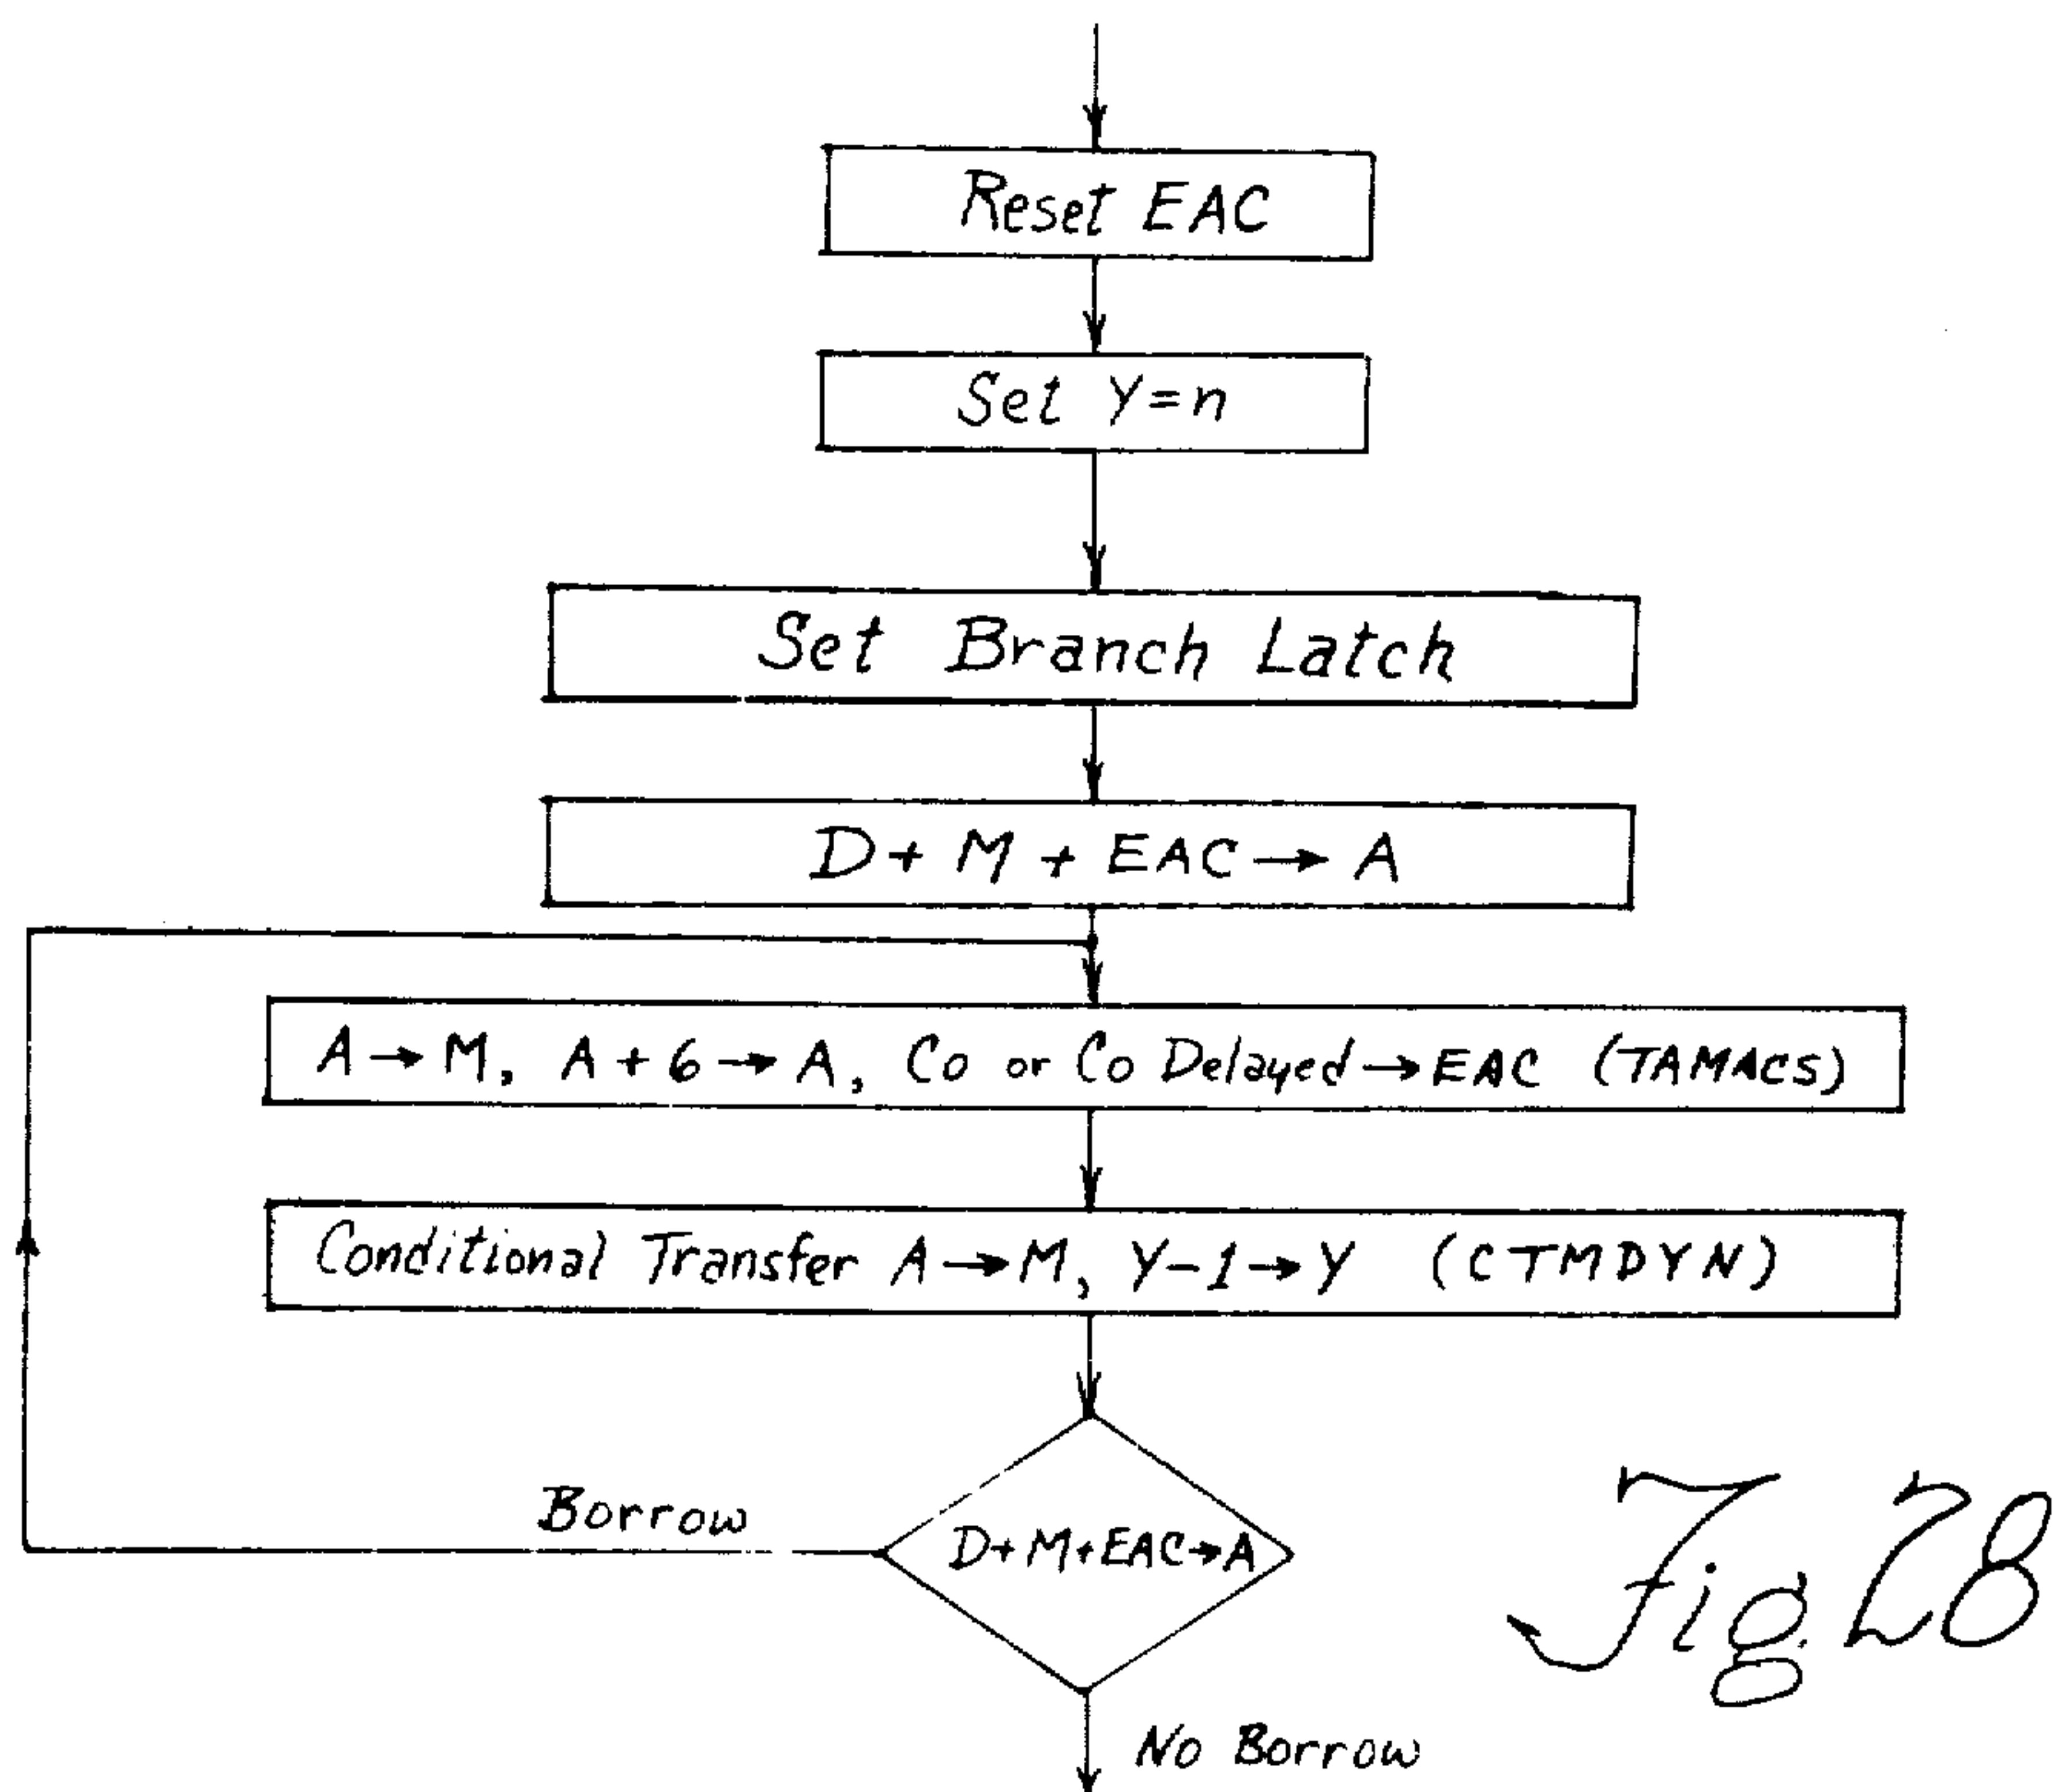 Reset EAC
Set Y=n
Set Branch Latch
D + M + EAC → A
A → M, A + 6 → A, Co or Co Delayed → EAC (TAMACS)
Conditional Transfer A → M, Y-1 → Y (CTMDYN)
Borrow
D+M+EAC→A
Fig. 28
No Borrow